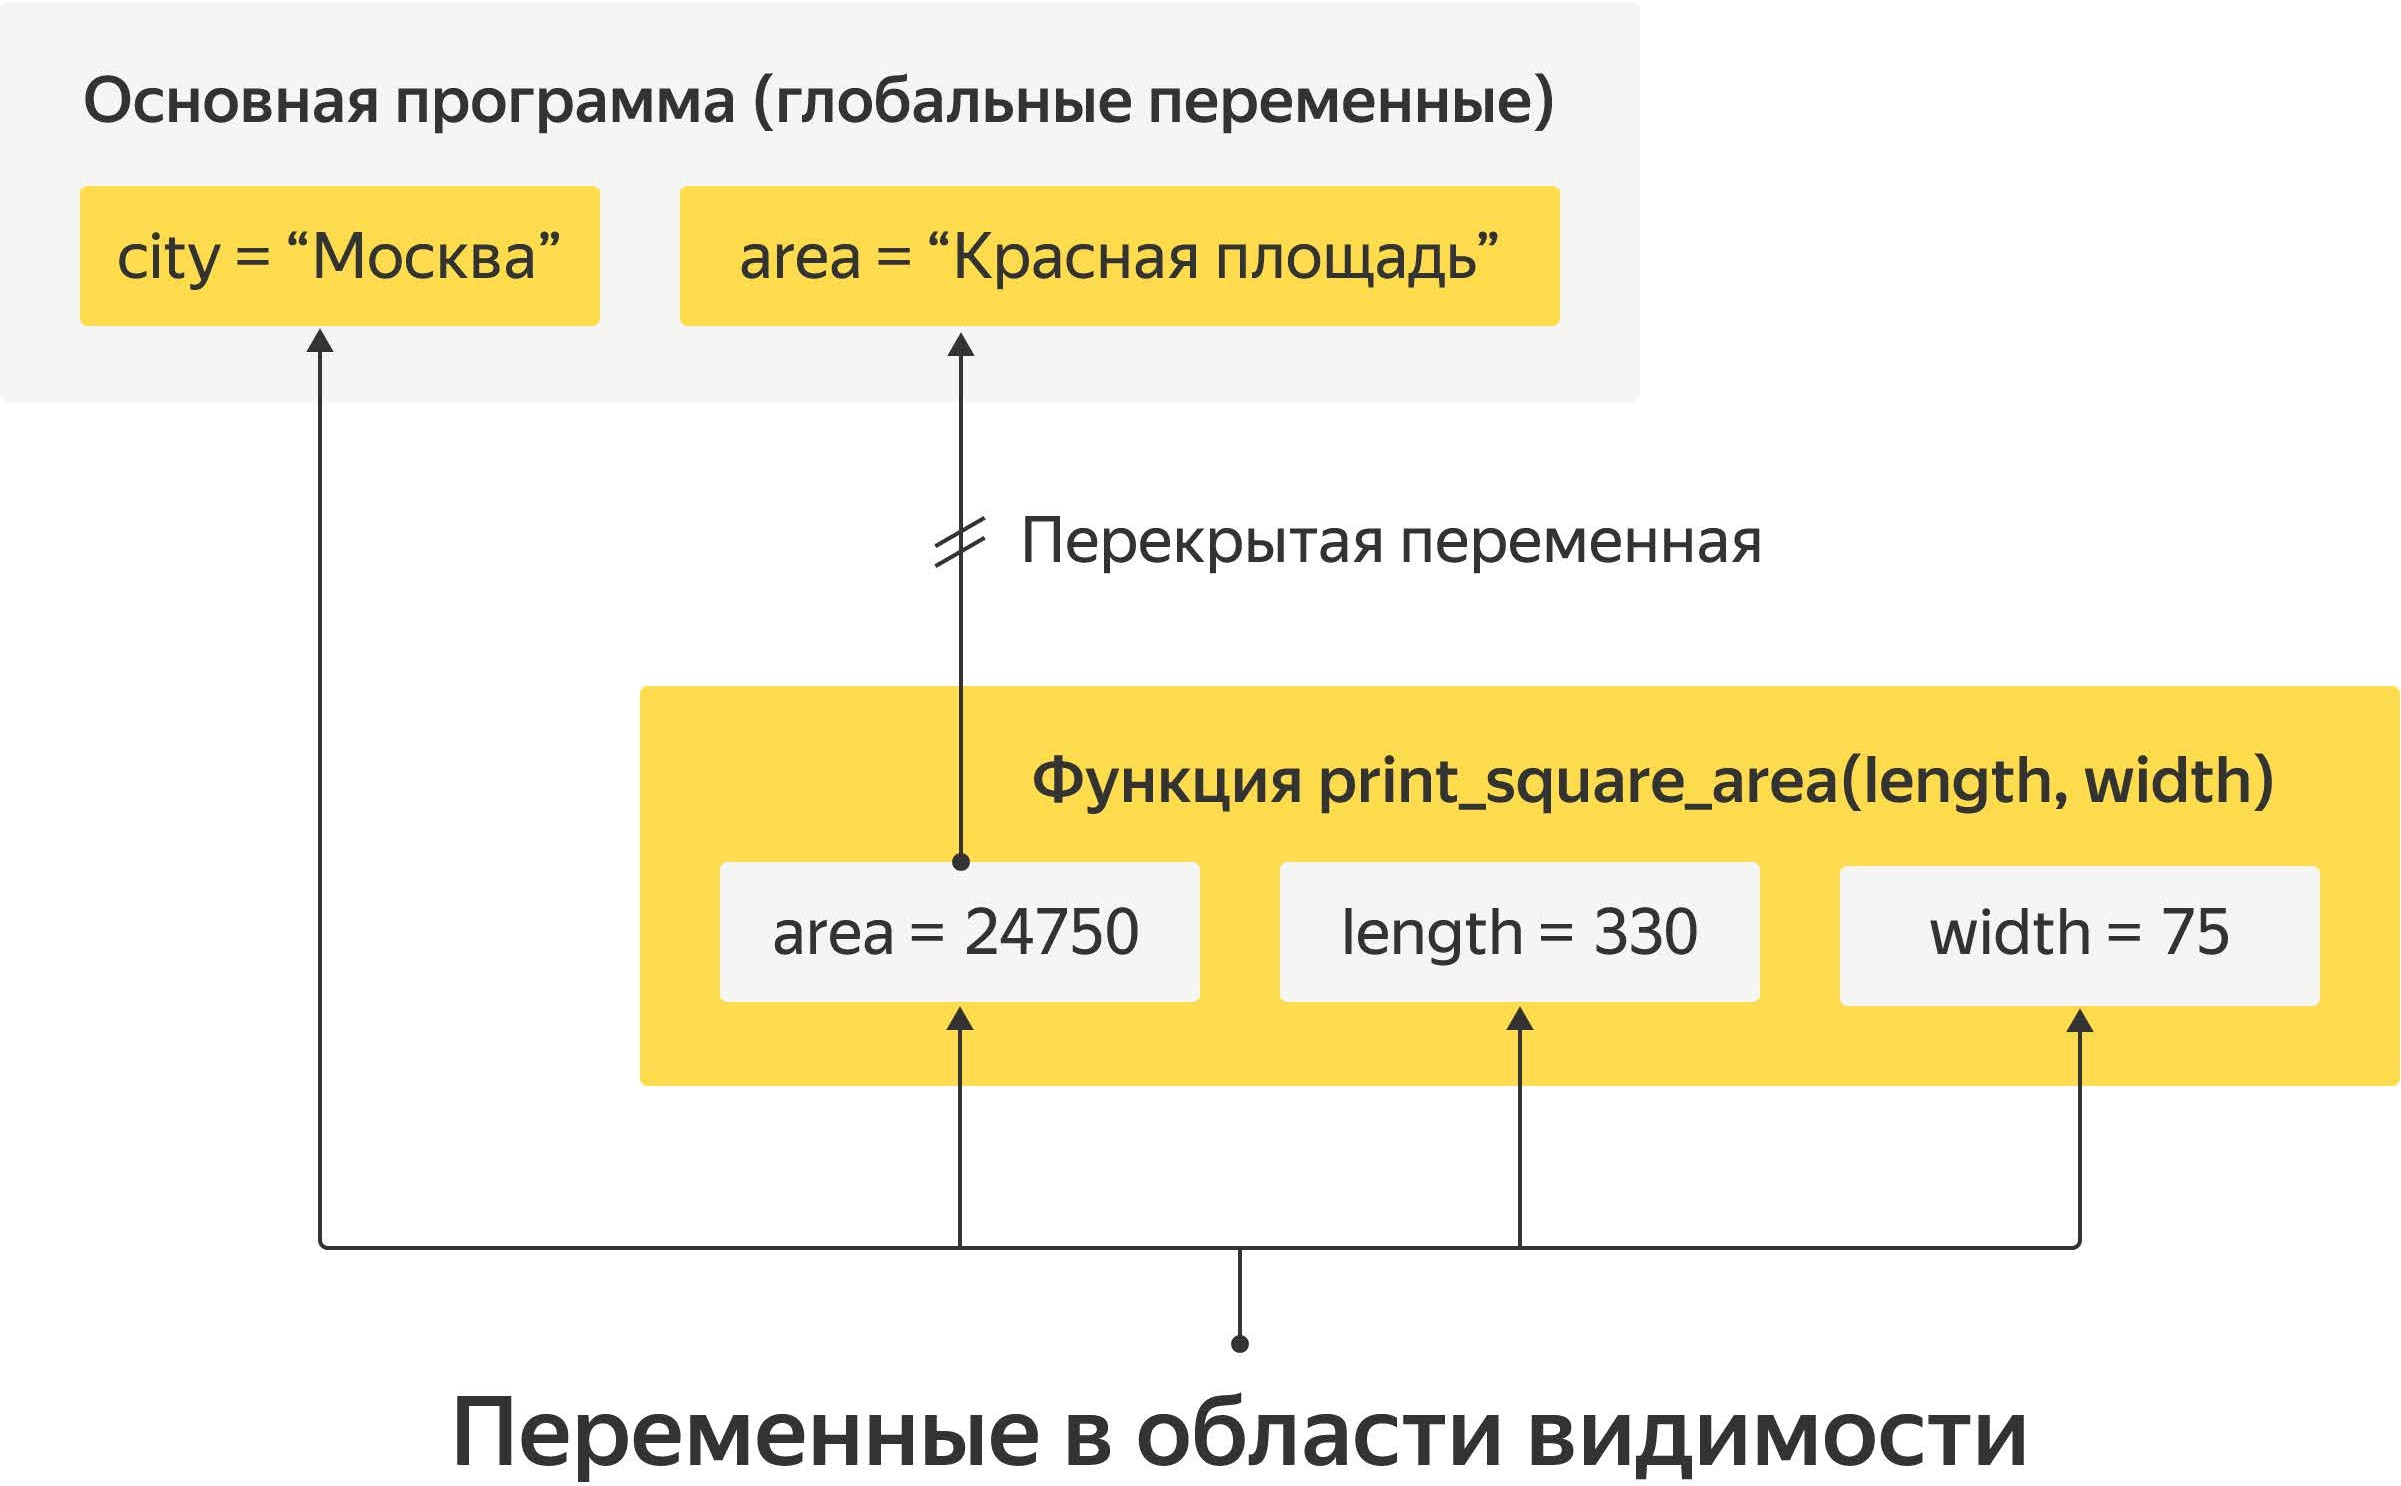 Основная программа (глобальные переменные)
city = “Москва”
area = “Красная площадь”
Перекрытая переменная
Функция print_square_area(length, width)
area = 24750
length = 330
width = 75
Переменные в области видимости